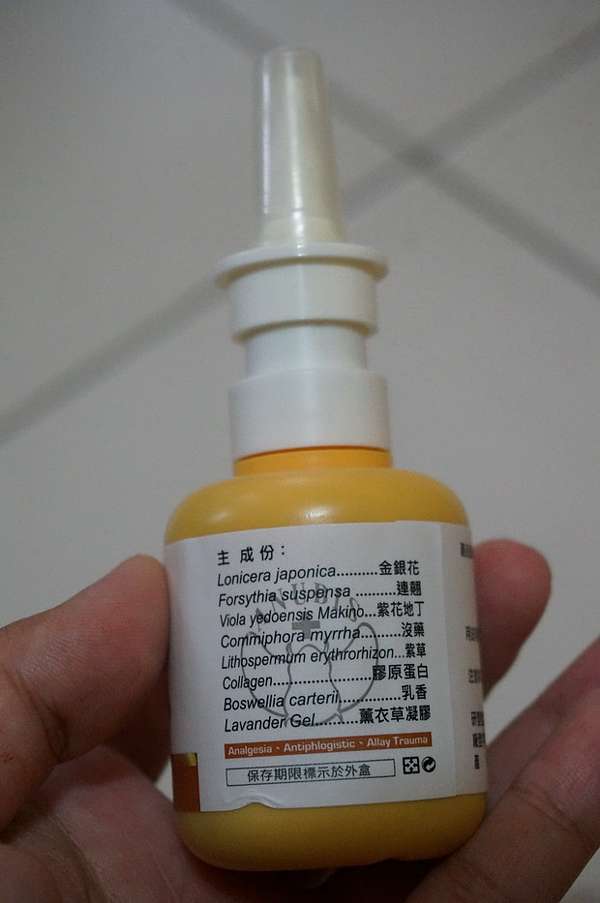 主 成份：
Lonicera japonica..........金銀花
Forsythia suspensa ..........連翹
Viola yedoensis Makino...紫花地丁
Commiphora myrrha.........沒藥
Lithospermum erythrorhizon...紫草
Collagen.......................膠原蛋白
Boswellia carterii..............乳香
Lavander Gel..........薰衣草凝膠
ANUBIS
Analgesia、Antiphlogistic、Allay Trauma
保存期限標示於外盒